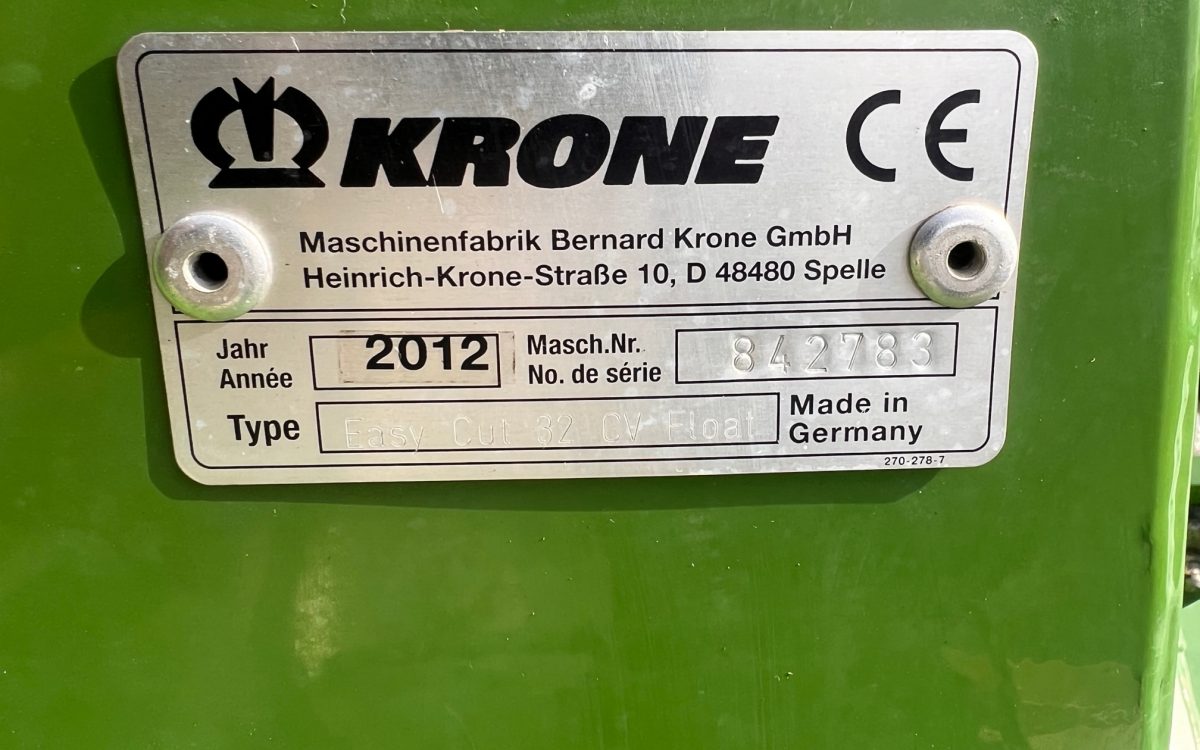 KRONE CE
Maschinenfabrik Bernard Krone GmbH
Heinrich-Krone-Straße 10, D 48480 Spelle
Jahr
Année
2012
Masch.Nr.
No. de série
842783
Type
Easy Cut 32 CV Float
Made in
Germany
270-278-7